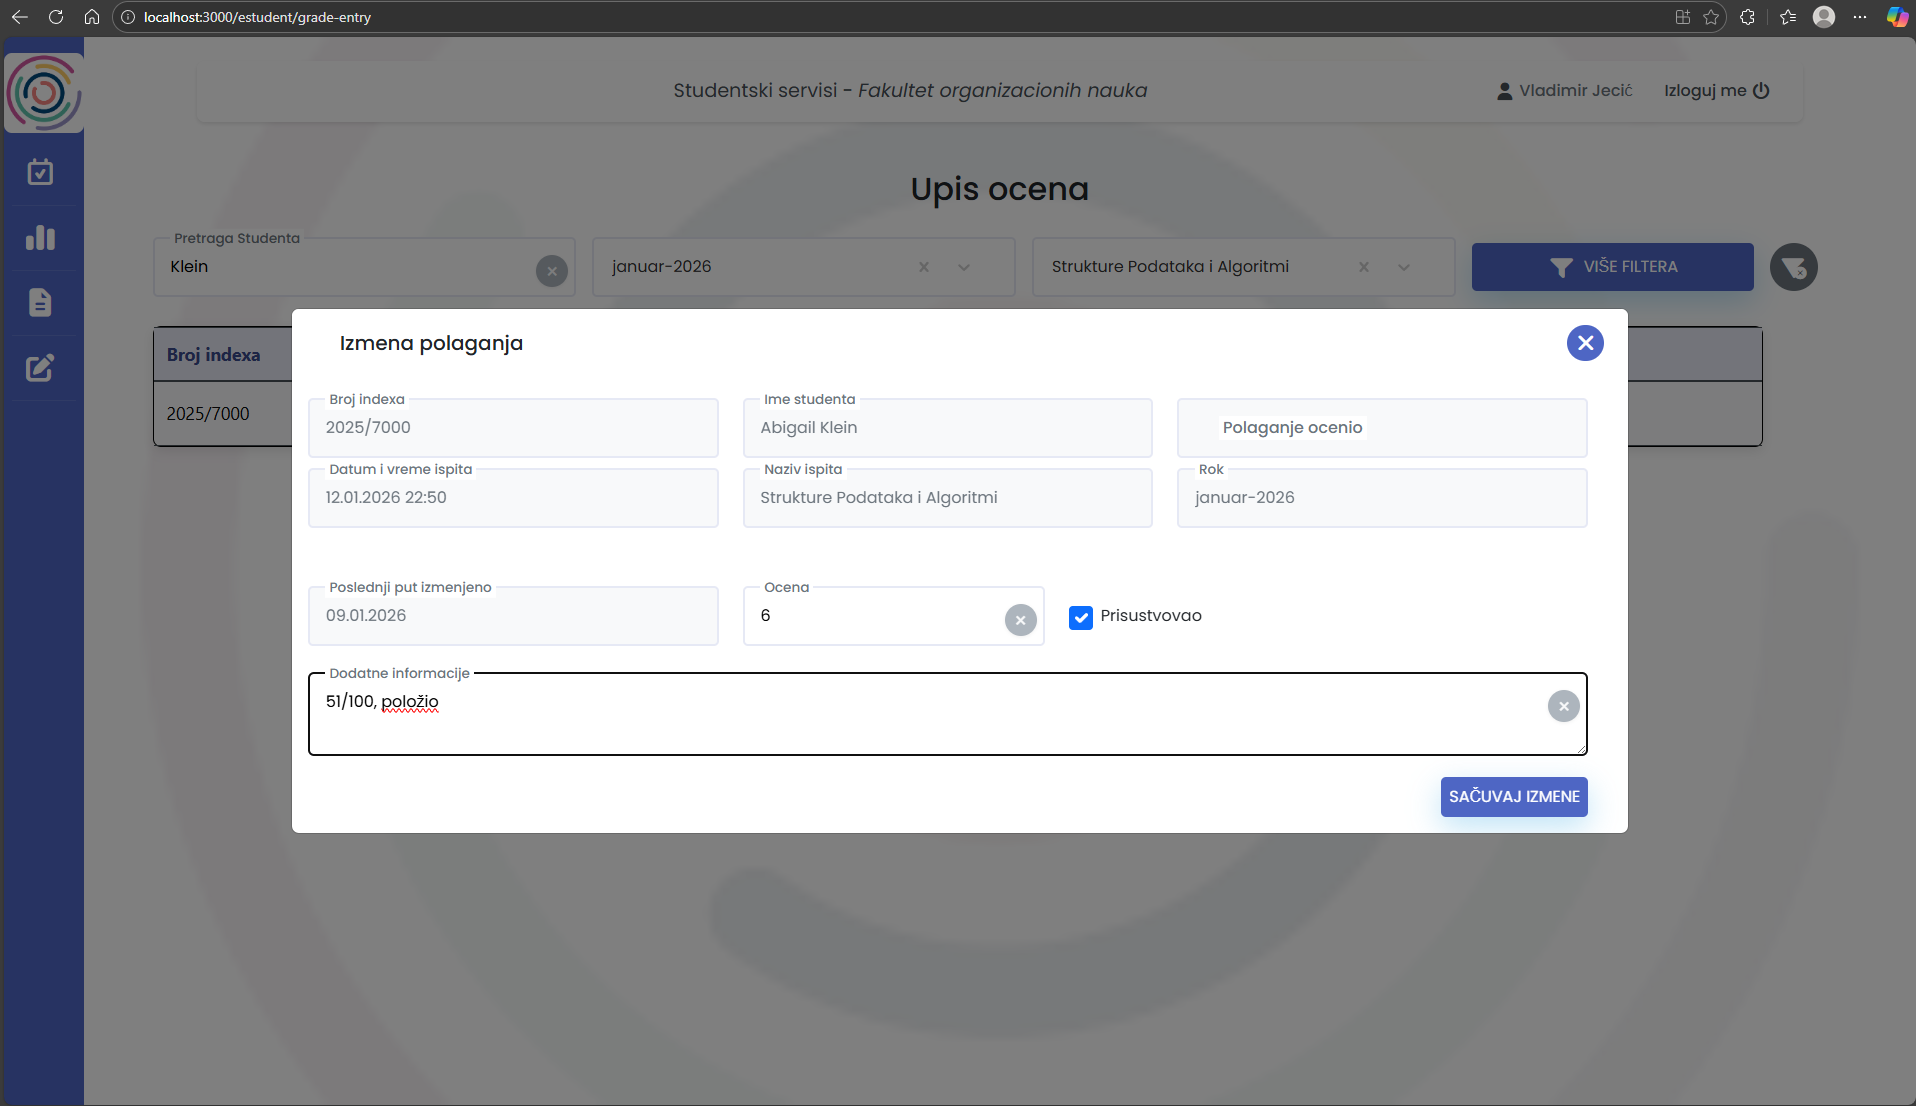 localhost:3000/estudent/grade-entry
Studentski servisi - Fakultet organizacionih nauka
Vladimir Jecić
Izloguj me
Upis ocena
Pretraga Studenta
Klein
januar-2026
Strukture Podataka i Algoritmi
VIŠE FILTERA
Broj indexa
2025/7000
Izmena polaganja
Broj indexa
2025/7000
Ime studenta
Abigail Klein
Polaganje ocenio
Datum i vreme ispita
12.01.2026 22:50
Naziv ispita
Strukture Podataka i Algoritmi
Rok
januar-2026
Poslednji put izmenjeno
09.01.2026
Ocena
6
Prisustvovao
Dodatne informacije
51/100, položio
SAČUVAJ IZMENE